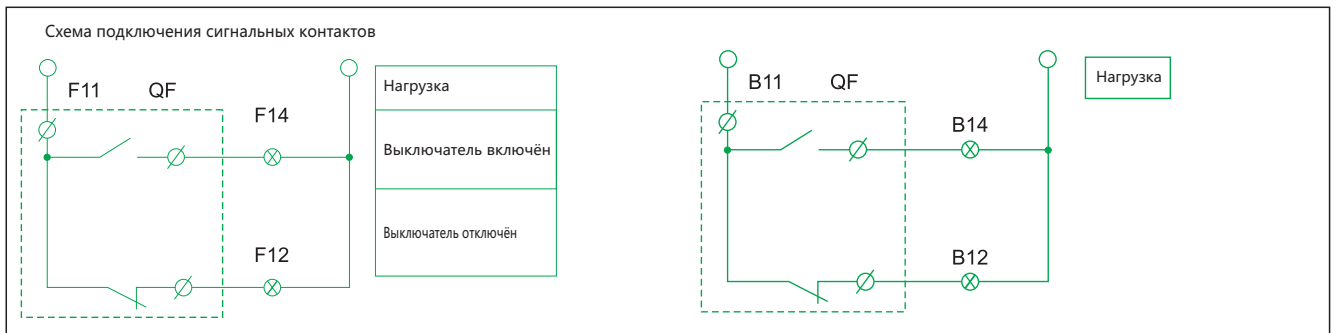 Схема подключения сигнальных контактов
F11 QF
F14
F12
Нагрузка
Выключатель включён
Выключатель отключён
B11 QF
B14
B12
Нагрузка